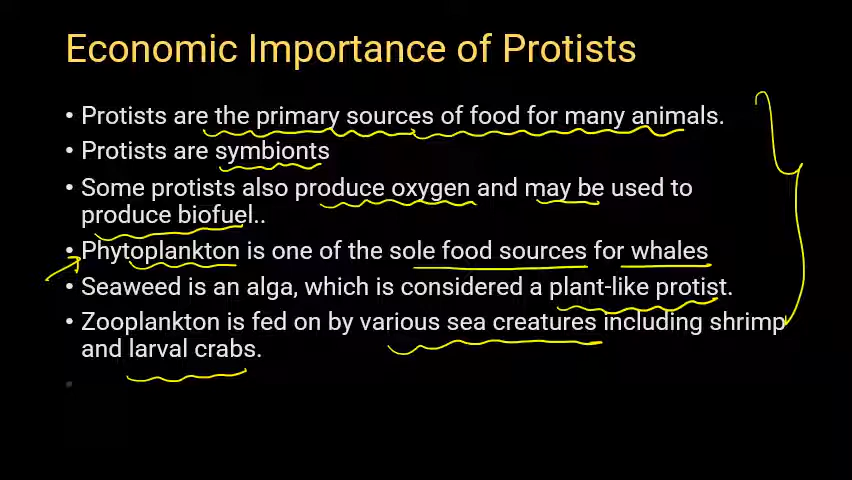 Economic Importance of Protists
• Protists are the primary sources of food for many animals.
• Protists are symbionts
• Some protists also produce oxygen and may be used to
produce biofuel..
• Phytoplankton is one of the sole food sources for whales
• Seaweed is an alga, which is considered a plant-like protist.
• Zooplankton is fed on by various sea creatures including shrimp
and larval crabs.